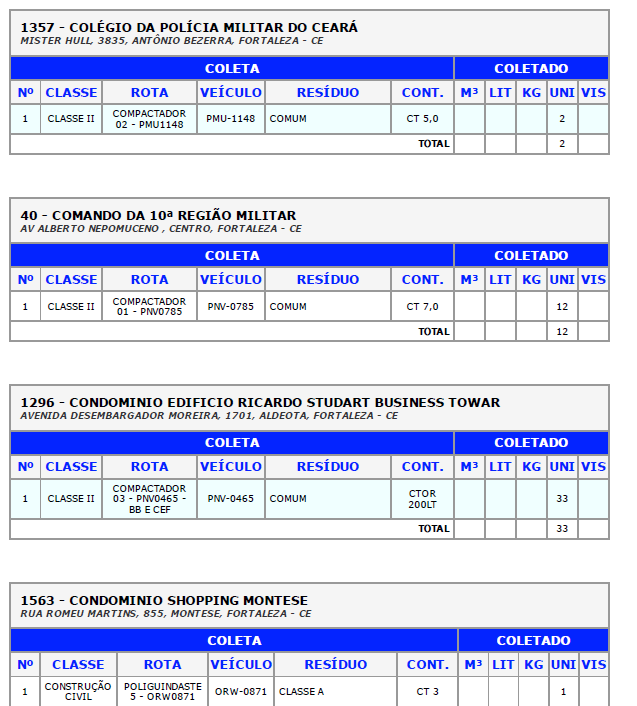 1357 - COLÉGIO DA POLÍCIA MILITAR DO CEARÁ
MISTER HULL, 3835, ANTÔNIO BEZERRA, FORTALEZA - CE
COLETA COLETADO
Nº CLASSE ROTA VEÍCULO RESÍDUO CONT. M³ LIT KG UNI VIS
1 CLASSE II COMPACTADOR 02 - PMU1148 PMU-1148 COMUM CT 5,0 2
TOTAL 2
40 - COMANDO DA 10ª REGIÃO MILITAR
AV ALBERTO NEPOMUCENO , CENTRO, FORTALEZA - CE
COLETA COLETADO
Nº CLASSE ROTA VEÍCULO RESÍDUO CONT. M³ LIT KG UNI VIS
1 CLASSE II COMPACTADOR 01 - PNV0785 PNV-0785 COMUM CT 7,0 12
TOTAL 12
1296 - CONDOMINIO EDIFICIO RICARDO STUDART BUSINESS TOWAR
AVENIDA DESEMBARGADOR MOREIRA, 1701, ALDEOTA, FORTALEZA - CE
COLETA COLETADO
Nº CLASSE ROTA VEÍCULO RESÍDUO CONT. M³ LIT KG UNI VIS
1 CLASSE II COMPACTADOR 03 - PNV0465 - BB E CEF PNV-0465 COMUM CTOR 200LT 33
TOTAL 33
1563 - CONDOMINIO SHOPPING MONTESE
RUA ROMEU MARTINS, 855, MONTESE, FORTALEZA - CE
COLETA COLETADO
Nº CLASSE ROTA VEÍCULO RESÍDUO CONT. M³ LIT KG UNI VIS
1 CONSTRUÇÃO CIVIL POLIGUINDASTE 5 - ORW0871 ORW-0871 CLASSE A CT 3 1